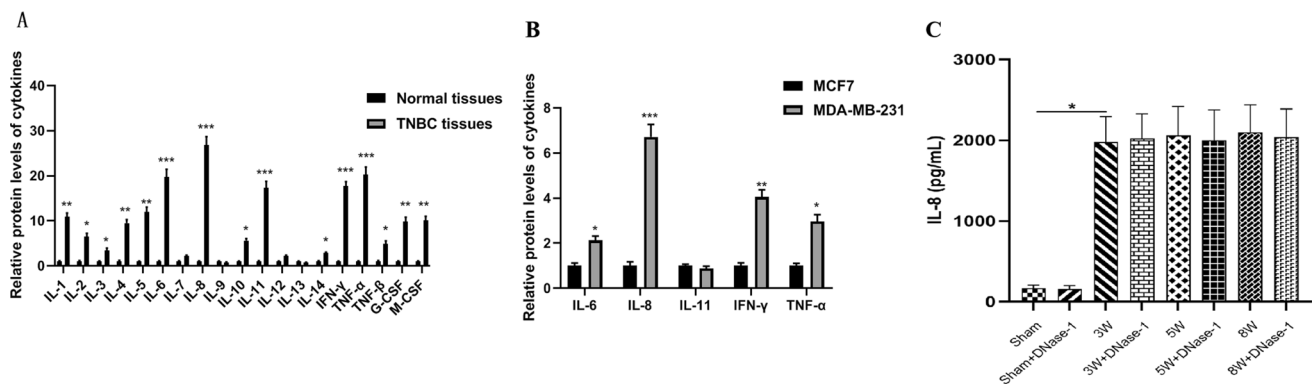 A
Relative protein levels of cytokines
40
30
20
10
0
Normal tissues
TNBC tissues
** * * ** ** *** *** * *** * *** *** * ** **
IL-1 IL-2 IL-3 IL-4 IL-5 IL-6 IL-7 IL-8 IL-9 IL-10 IL-11 IL-12 IL-13 IL-14 IFN-γ TNF-α TNF-β G-CSF M-CSF
B
Relative protein levels of cytokines
8
6
4
2
0
MCF7
MDA-MB-231
* *** ** *
IL-6 IL-8 IL-11 IFN-γ TNF-α
C
IL-8 (pg/mL)
3000
2000
1000
0
*
Sham Sham+DNase-1 3W 3W+DNase-1 5W 5W+DNase-1 8W 8W+DNase-1